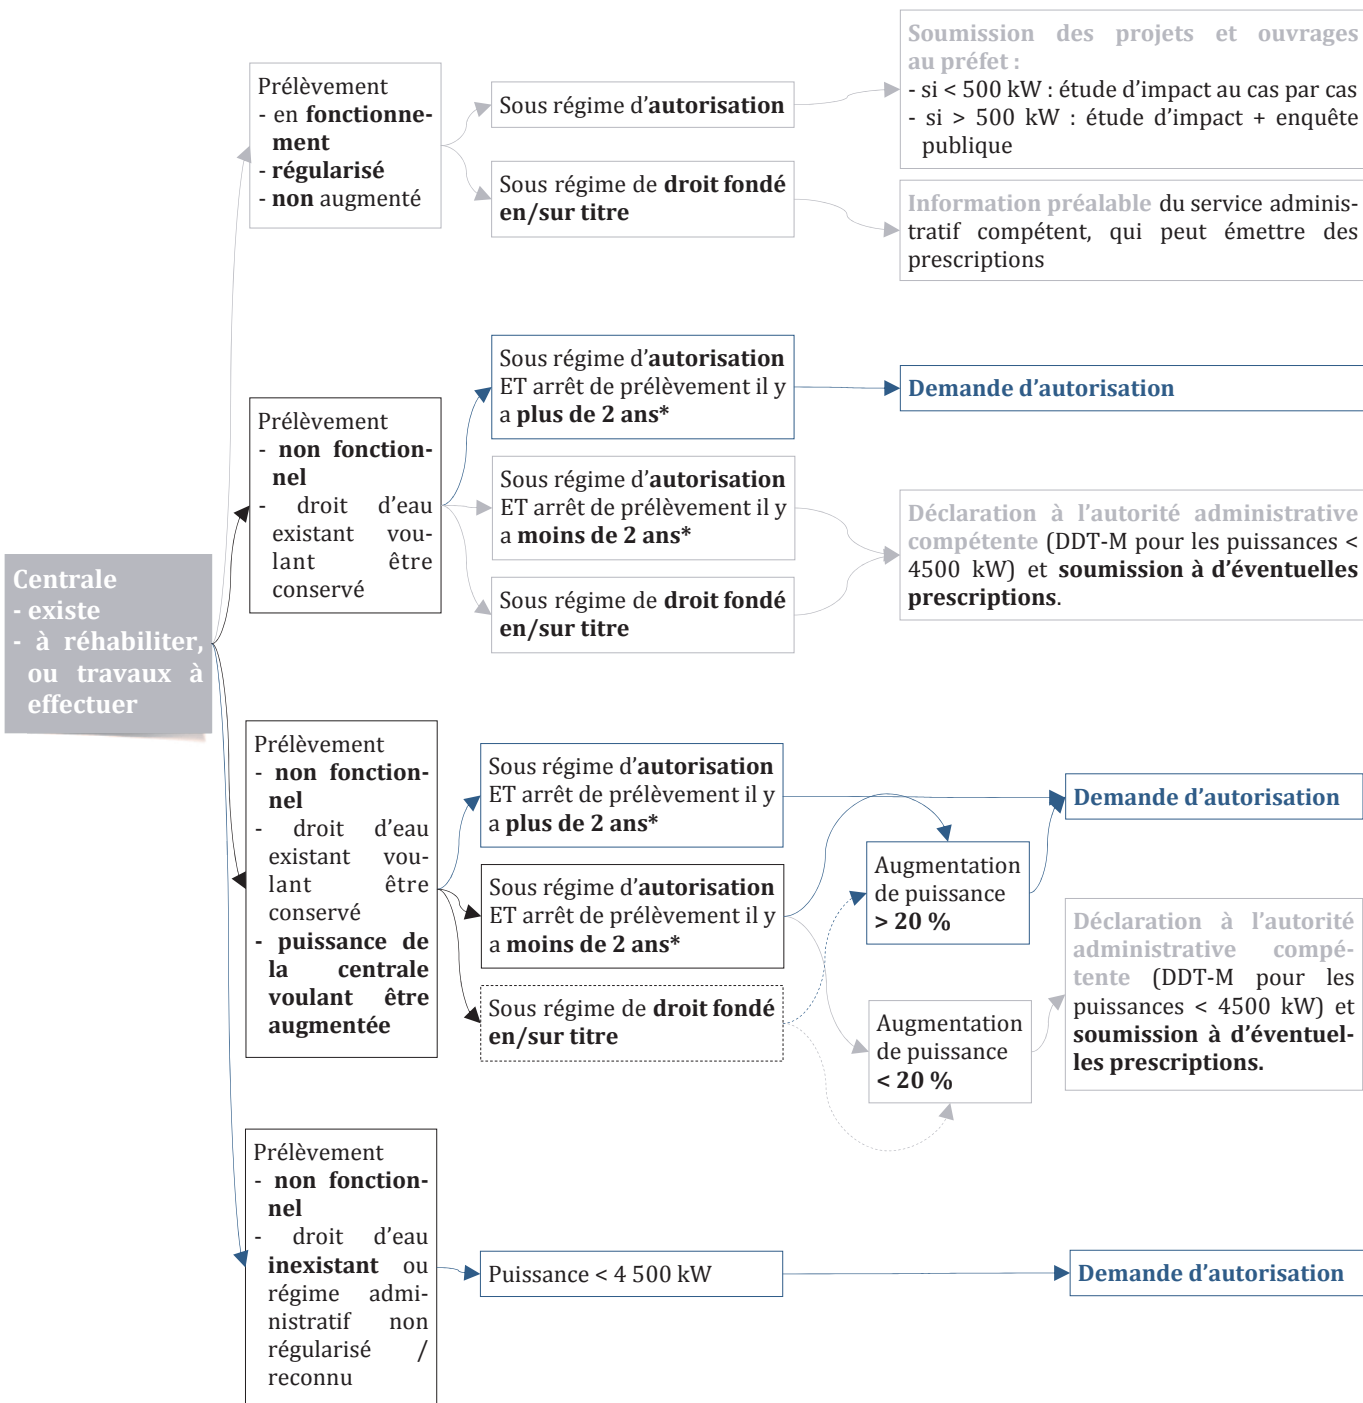 Centrale
- existe
- à réhabiliter,
ou travaux à
effectuer
Prélèvement
- en fonctionne-
ment
- régularisé
- non augmenté
Sous régime d’autorisation
Soumission des projets et ouvrages
au préfet :
- si < 500 kW : étude d’impact au cas par cas
- si > 500 kW : étude d’impact + enquête
publique
Sous régime de droit fondé
en/sur titre
Information préalable du service adminis-
tratif compétent, qui peut émettre des
prescriptions
Prélèvement
- non fonction-
nel
- droit d’eau
existant vou-
lant être
conservé
Sous régime d’autorisation
ET arrêt de prélèvement il y
a plus de 2 ans*
Demande d’autorisation
Sous régime d’autorisation
ET arrêt de prélèvement il y
a moins de 2 ans*
Sous régime de droit fondé
en/sur titre
Déclaration à l’autorité administrative
compétente (DDT-M pour les puissances <
4500 kW) et soumission à d’éventuelles
prescriptions.
Prélèvement
- non fonction-
nel
- droit d’eau
existant vou-
lant être
conservé
- puissance de
la centrale
voulant être
augmentée
Sous régime d’autorisation
ET arrêt de prélèvement il y
a plus de 2 ans*
Sous régime d’autorisation
ET arrêt de prélèvement il y
a moins de 2 ans*
Sous régime de droit fondé
en/sur titre
Augmentation
de puissance
> 20 %
Augmentation
de puissance
< 20 %
Demande d’autorisation
Déclaration à l’autorité
administrative compé-
tente (DDT-M pour les
puissances < 4500 kW) et
soumission à d’éventuel-
les prescriptions.
Prélèvement
- non fonction-
nel
- droit d’eau
inexistant ou
régime admi-
nistratif non
régularisé /
reconnu
Puissance < 4 500 kW
Demande d’autorisation